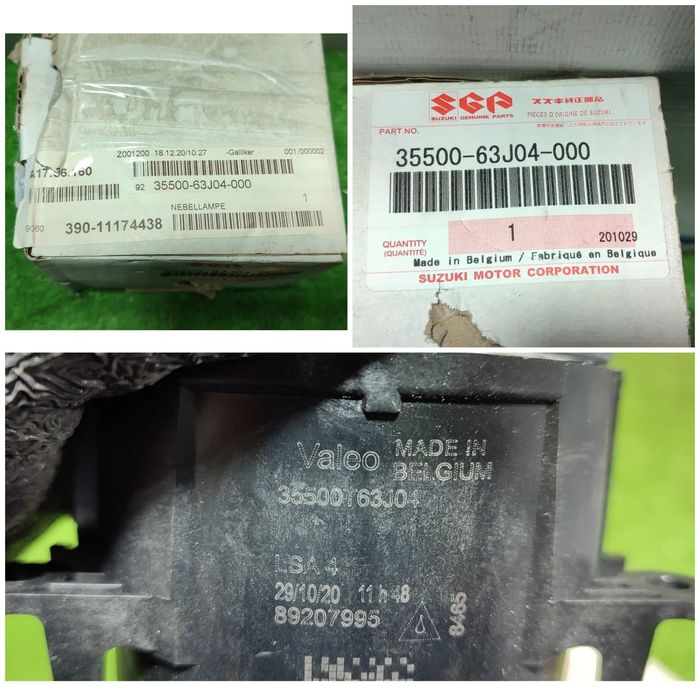 Z001200 18.12.20/10:27 -Galliker 001/000002
A17.36.160
92 35500-63J04-000
NEBELLAMPE
1
9060 390-11174438
SGP
SUZUKI GENUINE PARTS
スズキ純正部品
PIÈCES D'ORIGINE DE SUZUKI
PART NO.
35500-63J04-000
QUANTITY
(QUANTITÉ)
1
201029
Made in Belgium / Fabriqué en Belgique
SUZUKI MOTOR CORPORATION
Valeo MADE IN
BELGIUM
35500T63J04
LSA 4
29/10/20 11 h 48
89207995
8465